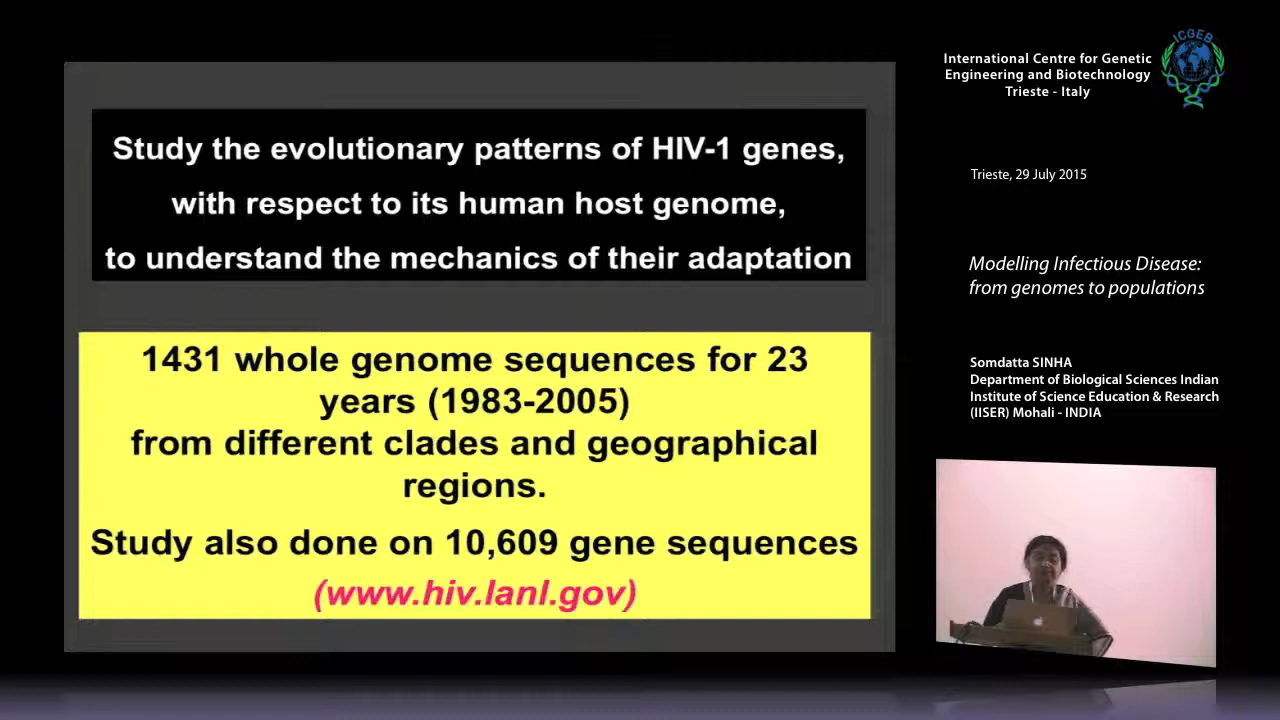 Study the evolutionary patterns of HIV-1 genes,
with respect to its human host genome,
to understand the mechanics of their adaptation
1431 whole genome sequences for 23
years (1983-2005)
from different clades and geographical
regions.
Study also done on 10,609 gene sequences
(www.hiv.lanl.gov)
International Centre for Genetic
Engineering and Biotechnology
Trieste - Italy
ICGEB
Trieste, 29 July 2015
Modelling Infectious Disease:
from genomes to populations
Somdatta SINHA
Department of Biological Sciences Indian
Institute of Science Education & Research
(IISER) Mohali - INDIA